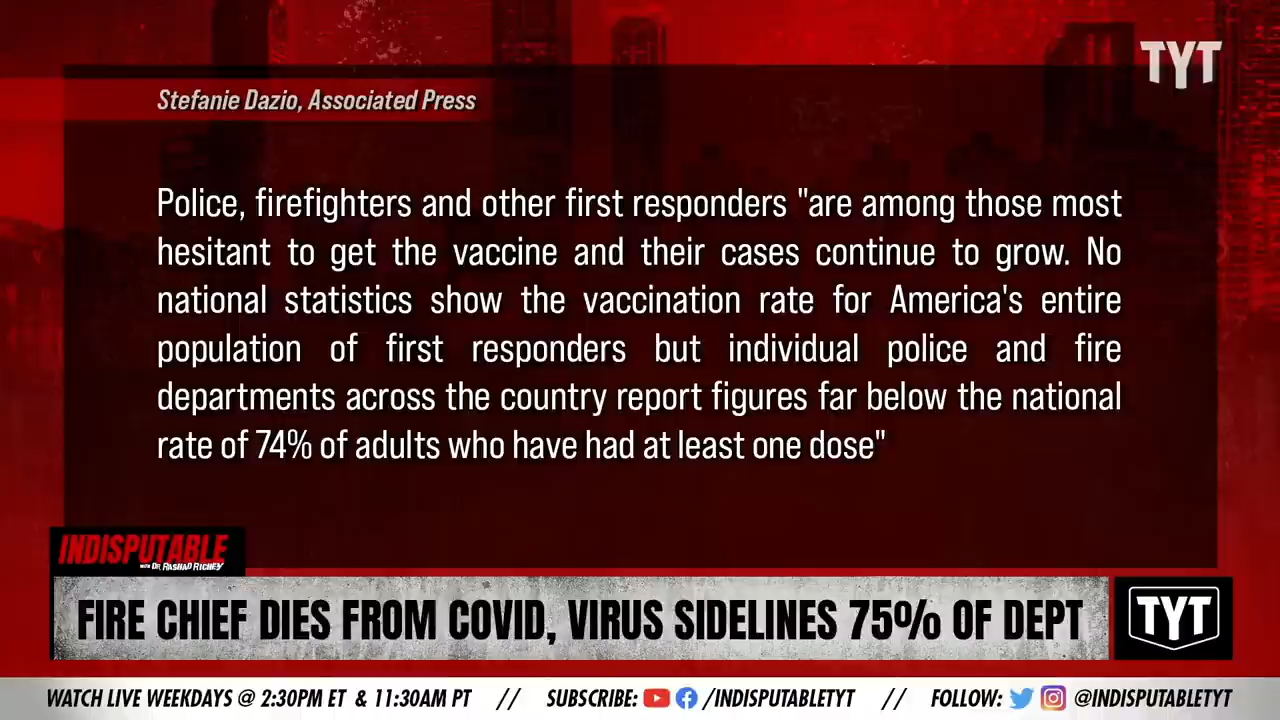 TYT
Stefanie Dazio, Associated Press
Police, firefighters and other first responders "are among those most
hesitant to get the vaccine and their cases continue to grow. No
national statistics show the vaccination rate for America's entire
population of first responders but individual police and fire
departments across the country report figures far below the national
rate of 74% of adults who have had at least one dose"
INDISPUTABLE
WITH DR. RASHAD RICHEY
FIRE CHIEF DIES FROM COVID, VIRUS SIDELINES 75% OF DEPT
TYT
WATCH LIVE WEEKDAYS @ 2:30PM ET & 11:30AM PT // SUBSCRIBE: /INDISPUTABLETYT // FOLLOW: @INDISPUTABLETYT